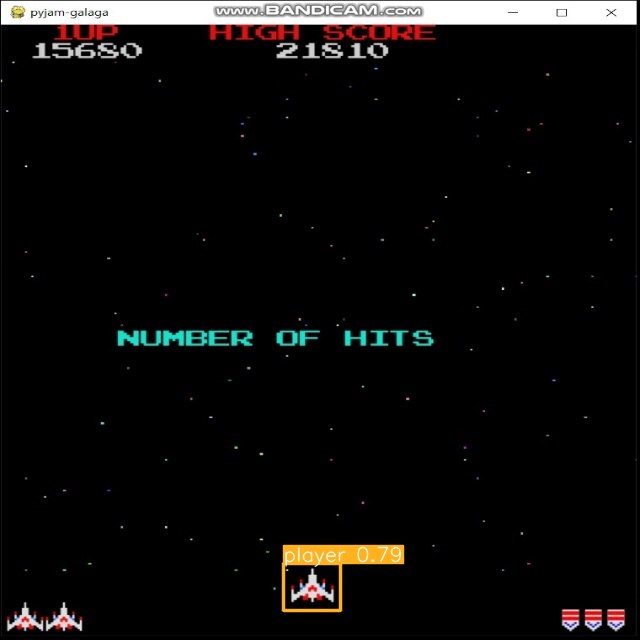 www.BANDICAM.com
pyjam-galaga
1UP HIGH SCORE
15680 21810
NUMBER OF HITS
player 0.79